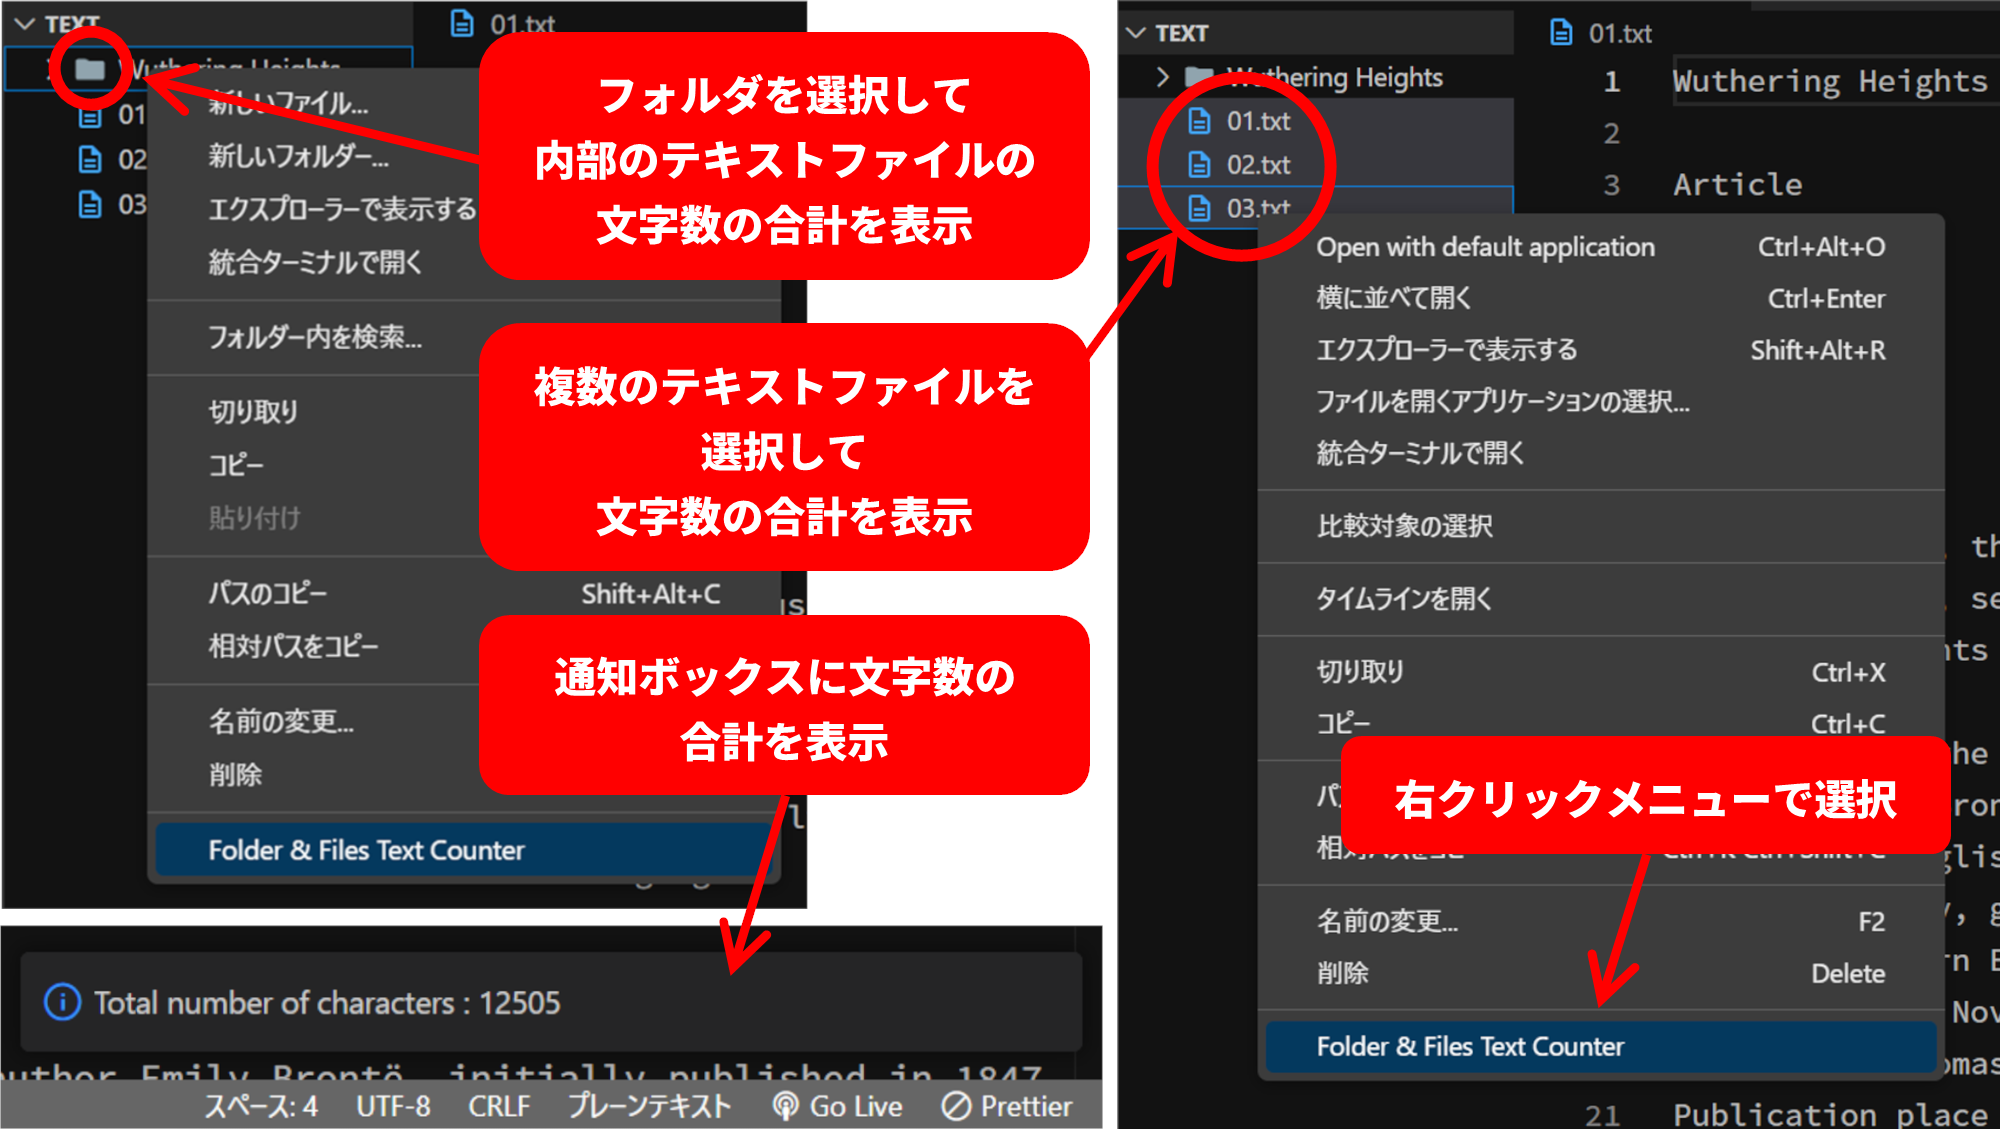 TEXT
01.txt
Wuthering Heights
01
02
03
新しいファイル...
新しいフォルダー...
エクスプローラーで表示する
統合ターミナルで開く
フォルダー内を検索...
切り取り
コピー
貼り付け
パスのコピー Shift+Alt+C
相対パスをコピー
名前の変更...
削除
Folder & Files Text Counter
フォルダを選択して
内部のテキストファイルの
文字数の合計を表示
複数のテキストファイルを
選択して
文字数の合計を表示
通知ボックスに文字数の
合計を表示
Total number of characters : 12505
author Emily Brontë, initially published in 1847
スペース: 4 UTF-8 CRLF プレーンテキスト Go Live Prettier
TEXT
Wuthering Heights
01.txt
02.txt
03.txt
01.txt
1 Wuthering Heights
2
3 Article
Open with default application Ctrl+Alt+O
横に並べて開く Ctrl+Enter
エクスプローラーで表示する Shift+Alt+R
ファイルを開くアプリケーションの選択...
統合ターミナルで開く
比較対象の選択
タイムラインを開く
切り取り Ctrl+X
コピー Ctrl+C
右クリックメニューで選択
名前の変更... F2
削除 Delete
Folder & Files Text Counter
21 Publication place